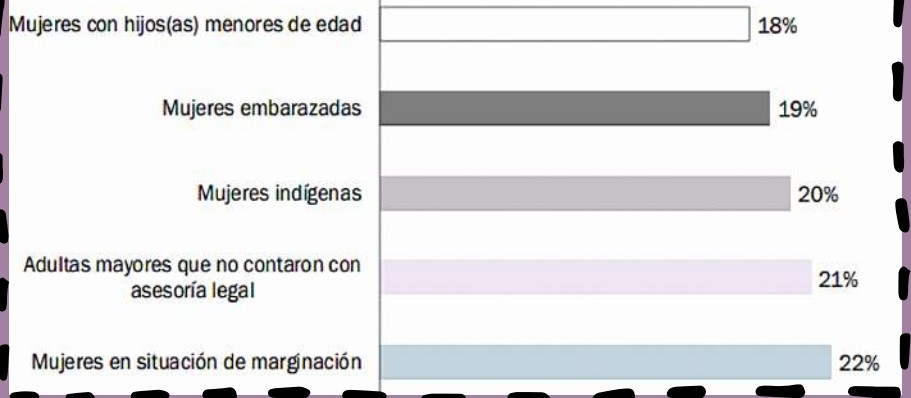 Mujeres con hijos(as) menores de edad 18%
Mujeres embarazadas 19%
Mujeres indígenas 20%
Adultas mayores que no contaron con
asesoría legal 21%
Mujeres en situación de marginación 22%